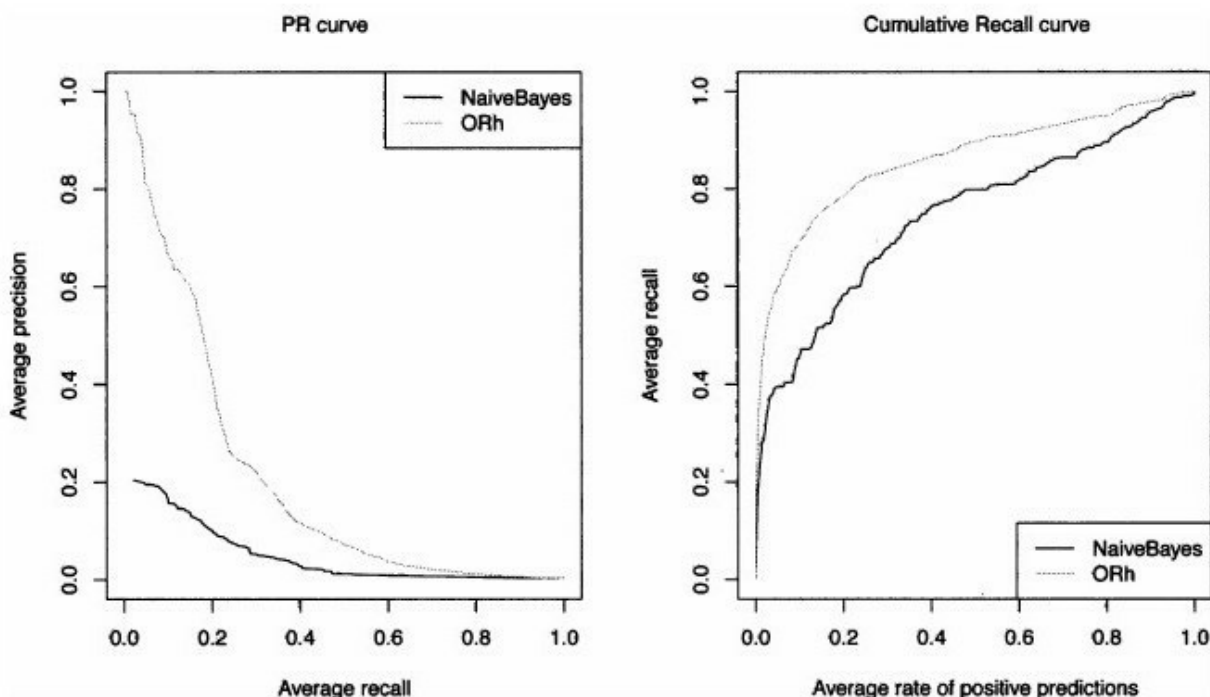 PR curve
NaiveBayes
ORh
Average precision
0.0
0.2
0.4
0.6
0.8
1.0
0.0 0.2 0.4 0.6 0.8 1.0
Average recall
Cumulative Recall curve
Average recall
0.0
0.2
0.4
0.6
0.8
1.0
NaiveBayes
ORh
0.0 0.2 0.4 0.6 0.8 1.0
Average rate of positive predictions